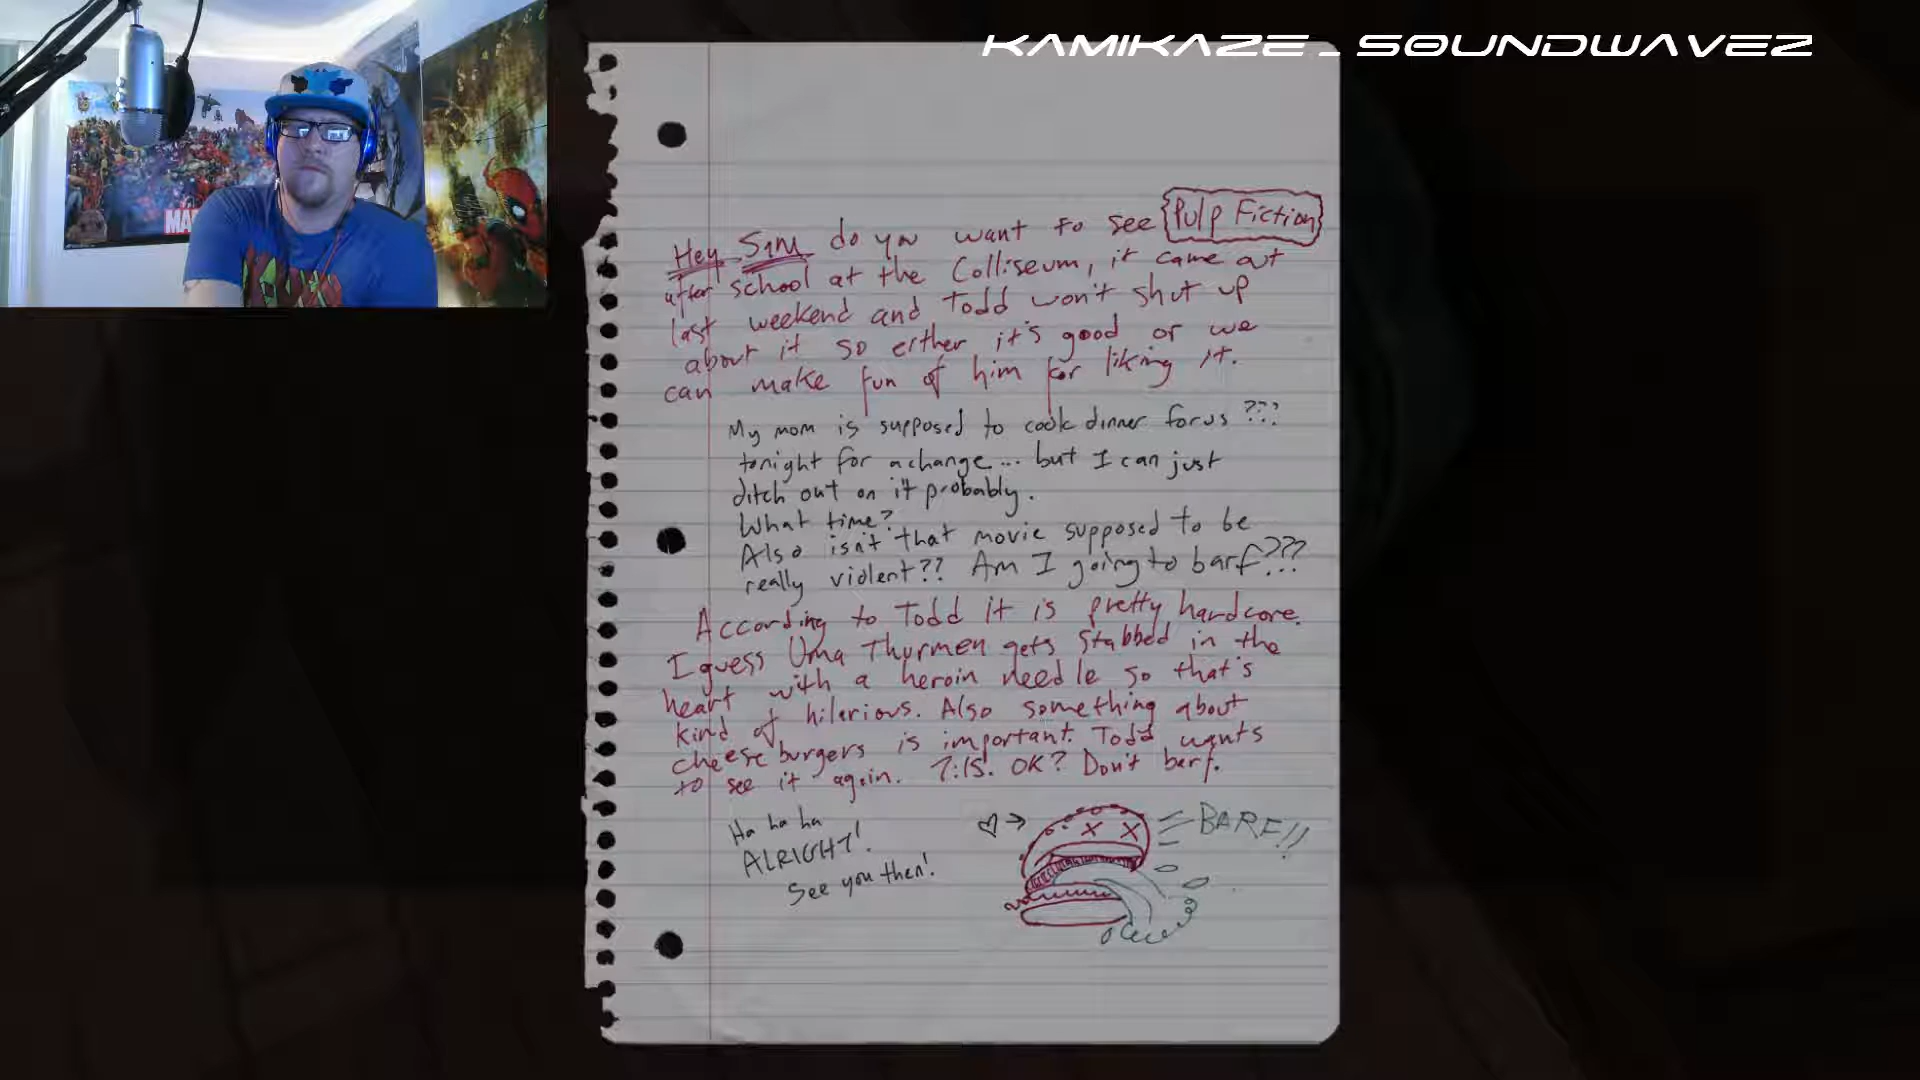 KAMIKAZE_SOUNDWAVEZ
MAR
Hey Sam do you want to see Pulp Fiction
after school at the Colliseum, it came out
last weekend and Todd won't shut up
about it so either it's good or we
can make fun of him for liking it.
My mom is supposed to cook dinner for us ???
tonight for a change... but I can just
ditch out on it probably.
What time?
Also isn't that movie supposed to be
really violent?? Am I going to barf???
According to Todd it is pretty hardcore.
I guess Uma Thurmen gets stabbed in the
heart with a heroin needle so that's
kind of hilerious. Also something about
cheeseburgers is important. Todd wants
to see it again. 7:15. OK? Don't barf.
Ha ha ha
ALRIGHT!
See you then!
BARF!!